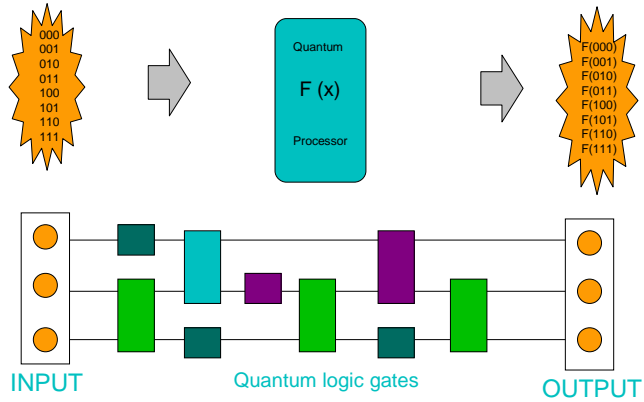 000
001
010
011
100
101
110
111
Quantum
F (x)
Processor
F(000)
F(001)
F(010)
F(011)
F(100)
F(101)
F(110)
F(111)
INPUT
Quantum logic gates
OUTPUT